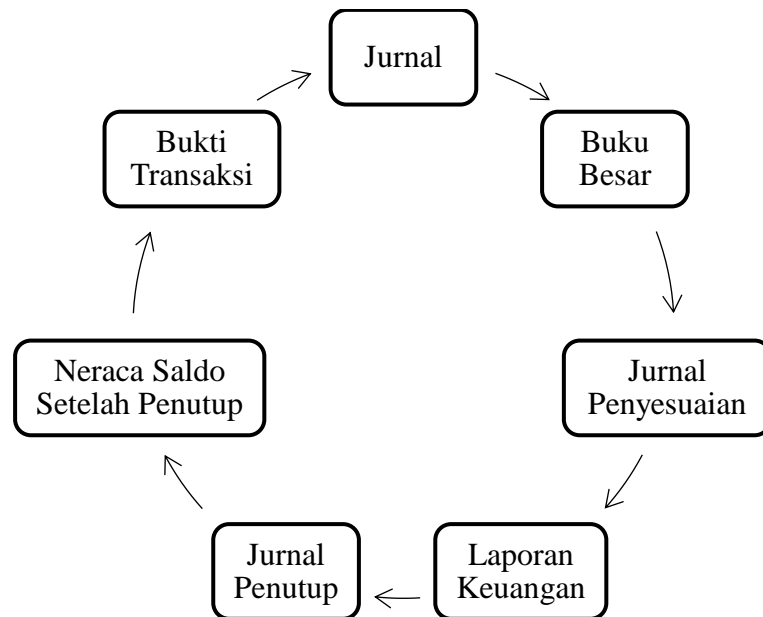 Jurnal
Buku
Besar
Jurnal
Penyesuaian
Laporan
Keuangan
Jurnal
Penutup
Neraca Saldo
Setelah Penutup
Bukti
Transaksi